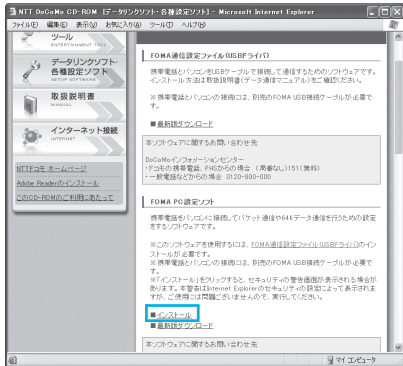 NTT DoCoMo CD-ROM [データリンクソフト・各種設定ソフト] - Microsoft Internet Explorer
ファイル(F) 編集(E) 表示(V) お気に入り(A) ツール(T) ヘルプ(H)
ツール
ENTERTAINMENT TOOL
データリンクソフト・
各種設定ソフト
SETUP SOFTWARE
取扱説明書
MANUAL
インターネット接続
INTERNET
NTTドコモ ホームページ
Adobe Readerのインストール
このCD-ROMのご利用にあたって
FOMA通信設定ファイル(USBドライバ)
携帯電話とパソコンをUSBケーブルで接続して通信するためのソフトウェアです。
インストール方法は取扱説明書(データ通信マニュアル)をご確認ください。
※携帯電話とパソコンの接続には、別売のFOMA USB接続ケーブルが必要で
す。
■最新版ダウンロード
本ソフトウェアに関するお問い合わせ先
DoCoMoインフォメーションセンター
・ドコモの携帯電話、PHSからの場合 (局番なし)151(無料)
・一般電話などからの場合 0120-800-000
FOMA PC設定ソフト
携帯電話をパソコンに接続してパケット通信や64Kデータ通信を行うための設定
をするソフトウェアです。
※このソフトウェアを使用するには、FOMA通信設定ファイル(USBドライバ)のイン
ストールが必要です。
※携帯電話とパソコンの接続には、別売のFOMA USB接続ケーブルが必要で
す。
※「インストール」をクリックすると、セキュリティの警告画面が表示される場合が
あります。本警告はInternet Explorerのセキュリティの設定によって表示されま
すが、ご使用には問題ございませんので、実行してください。
■インストール
■最新版ダウンロード
本ソフトウェアに関するお問い合わせ先
マイ コンピュータ